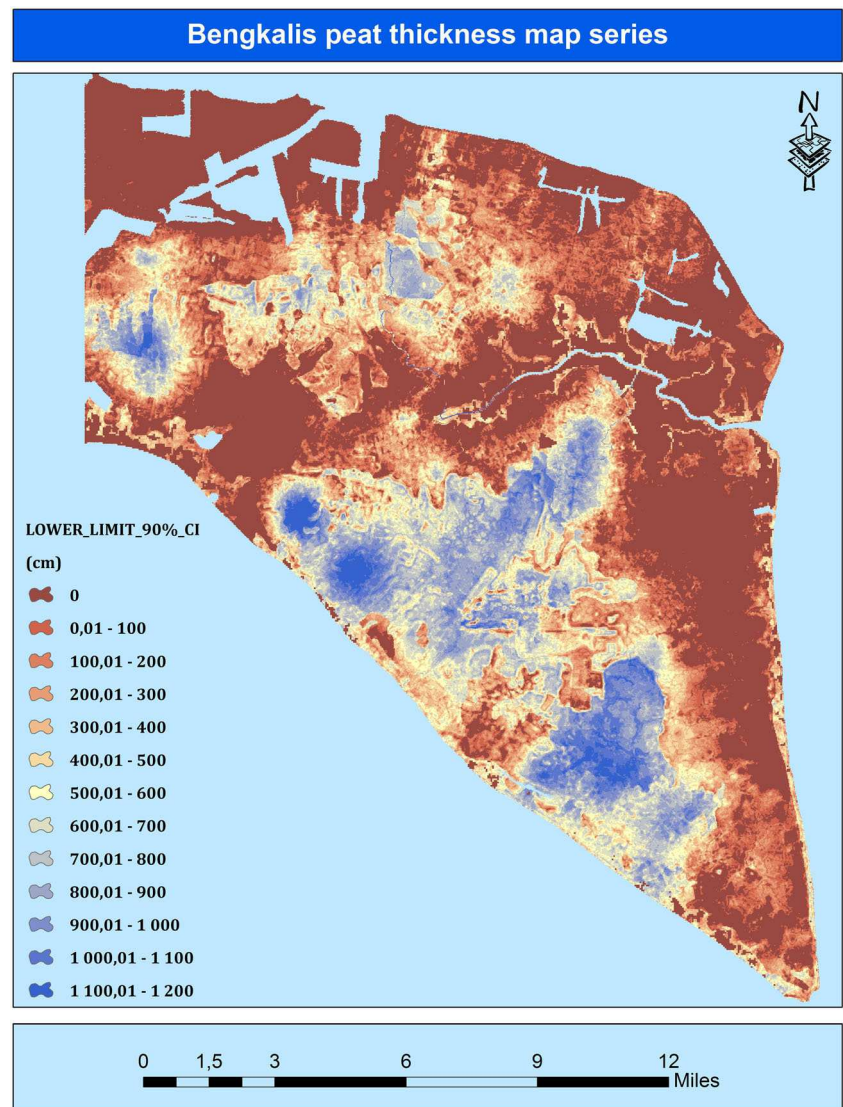 Bengkalis peat thickness map series
N
LOWER_LIMIT_90%_CI
(cm)
0
0,01 - 100
100,01 - 200
200,01 - 300
300,01 - 400
400,01 - 500
500,01 - 600
600,01 - 700
700,01 - 800
800,01 - 900
900,01 - 1 000
1 000,01 - 1 100
1 100,01 - 1 200
0 1,5 3 6 9 12
Miles